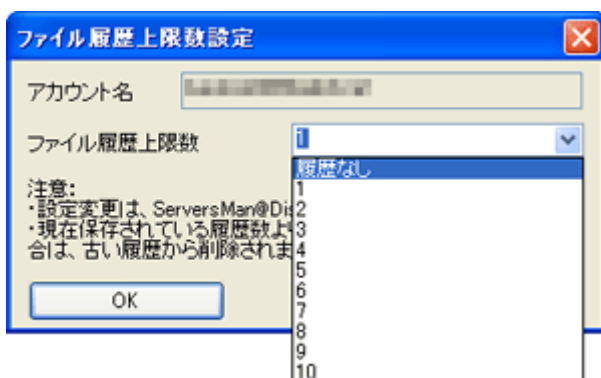 ファイル履歴上限数設定
アカウント名
ファイル履歴上限数
1
履歴なし
1
2
3
4
5
6
7
8
9
10
注意:
・設定変更は、ServersMan@Dis
・現在保存されている履歴数よ
合は、古い履歴から削除されま
OK